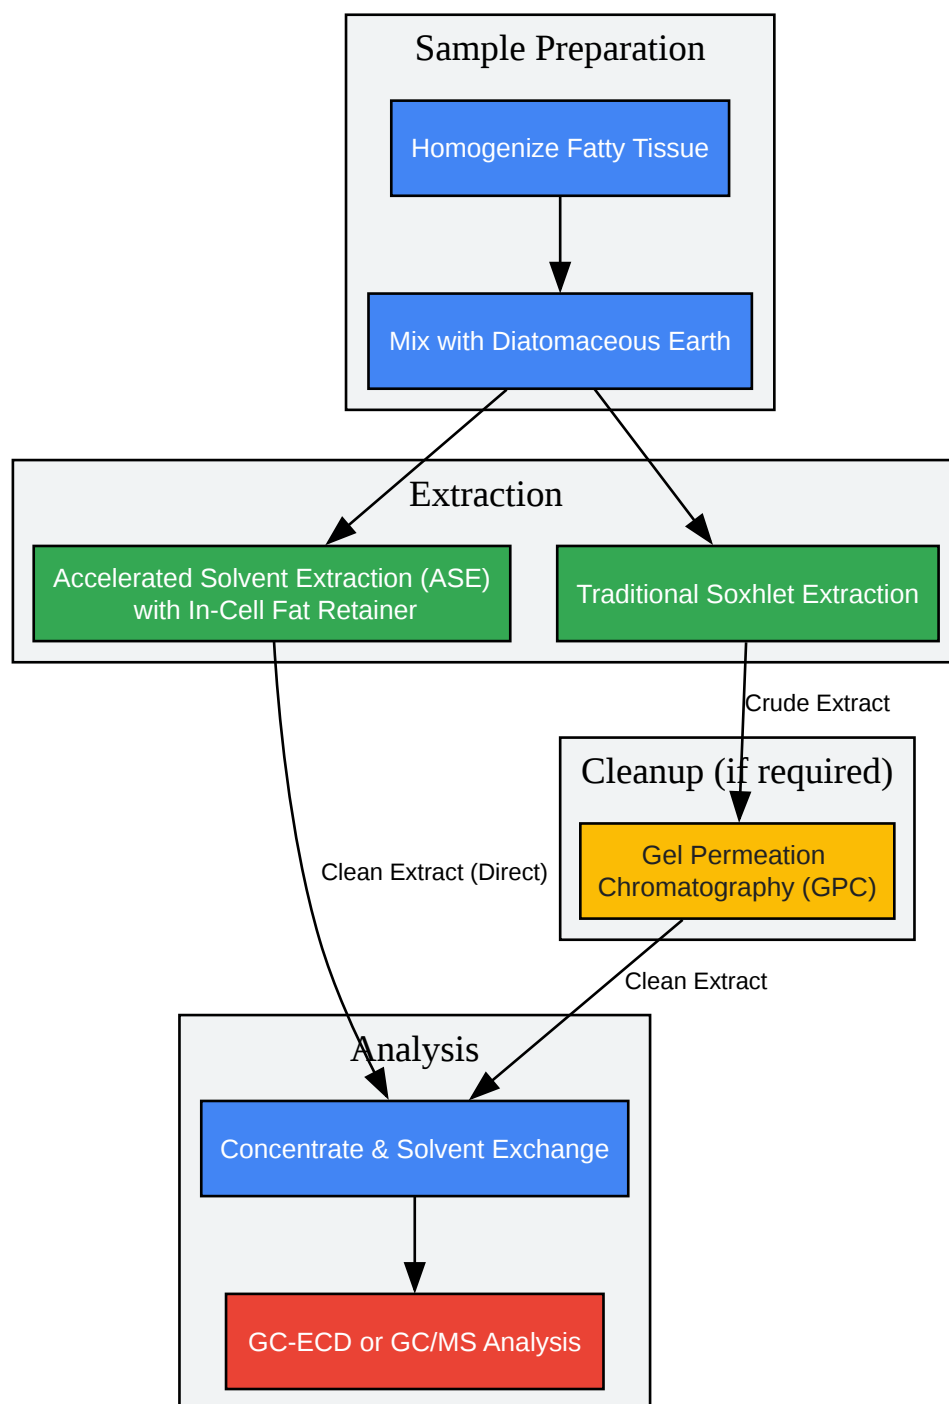 Sample Preparation
Homogenize Fatty Tissue
Mix with Diatomaceous Earth
Extraction
Accelerated Solvent Extraction (ASE)
with In-Cell Fat Retainer
Traditional Soxhlet Extraction
Crude Extract
Cleanup (if required)
Gel Permeation
Chromatography (GPC)
Clean Extract (Direct)
Clean Extract
Analysis
Concentrate & Solvent Exchange
GC-ECD or GC/MS Analysis